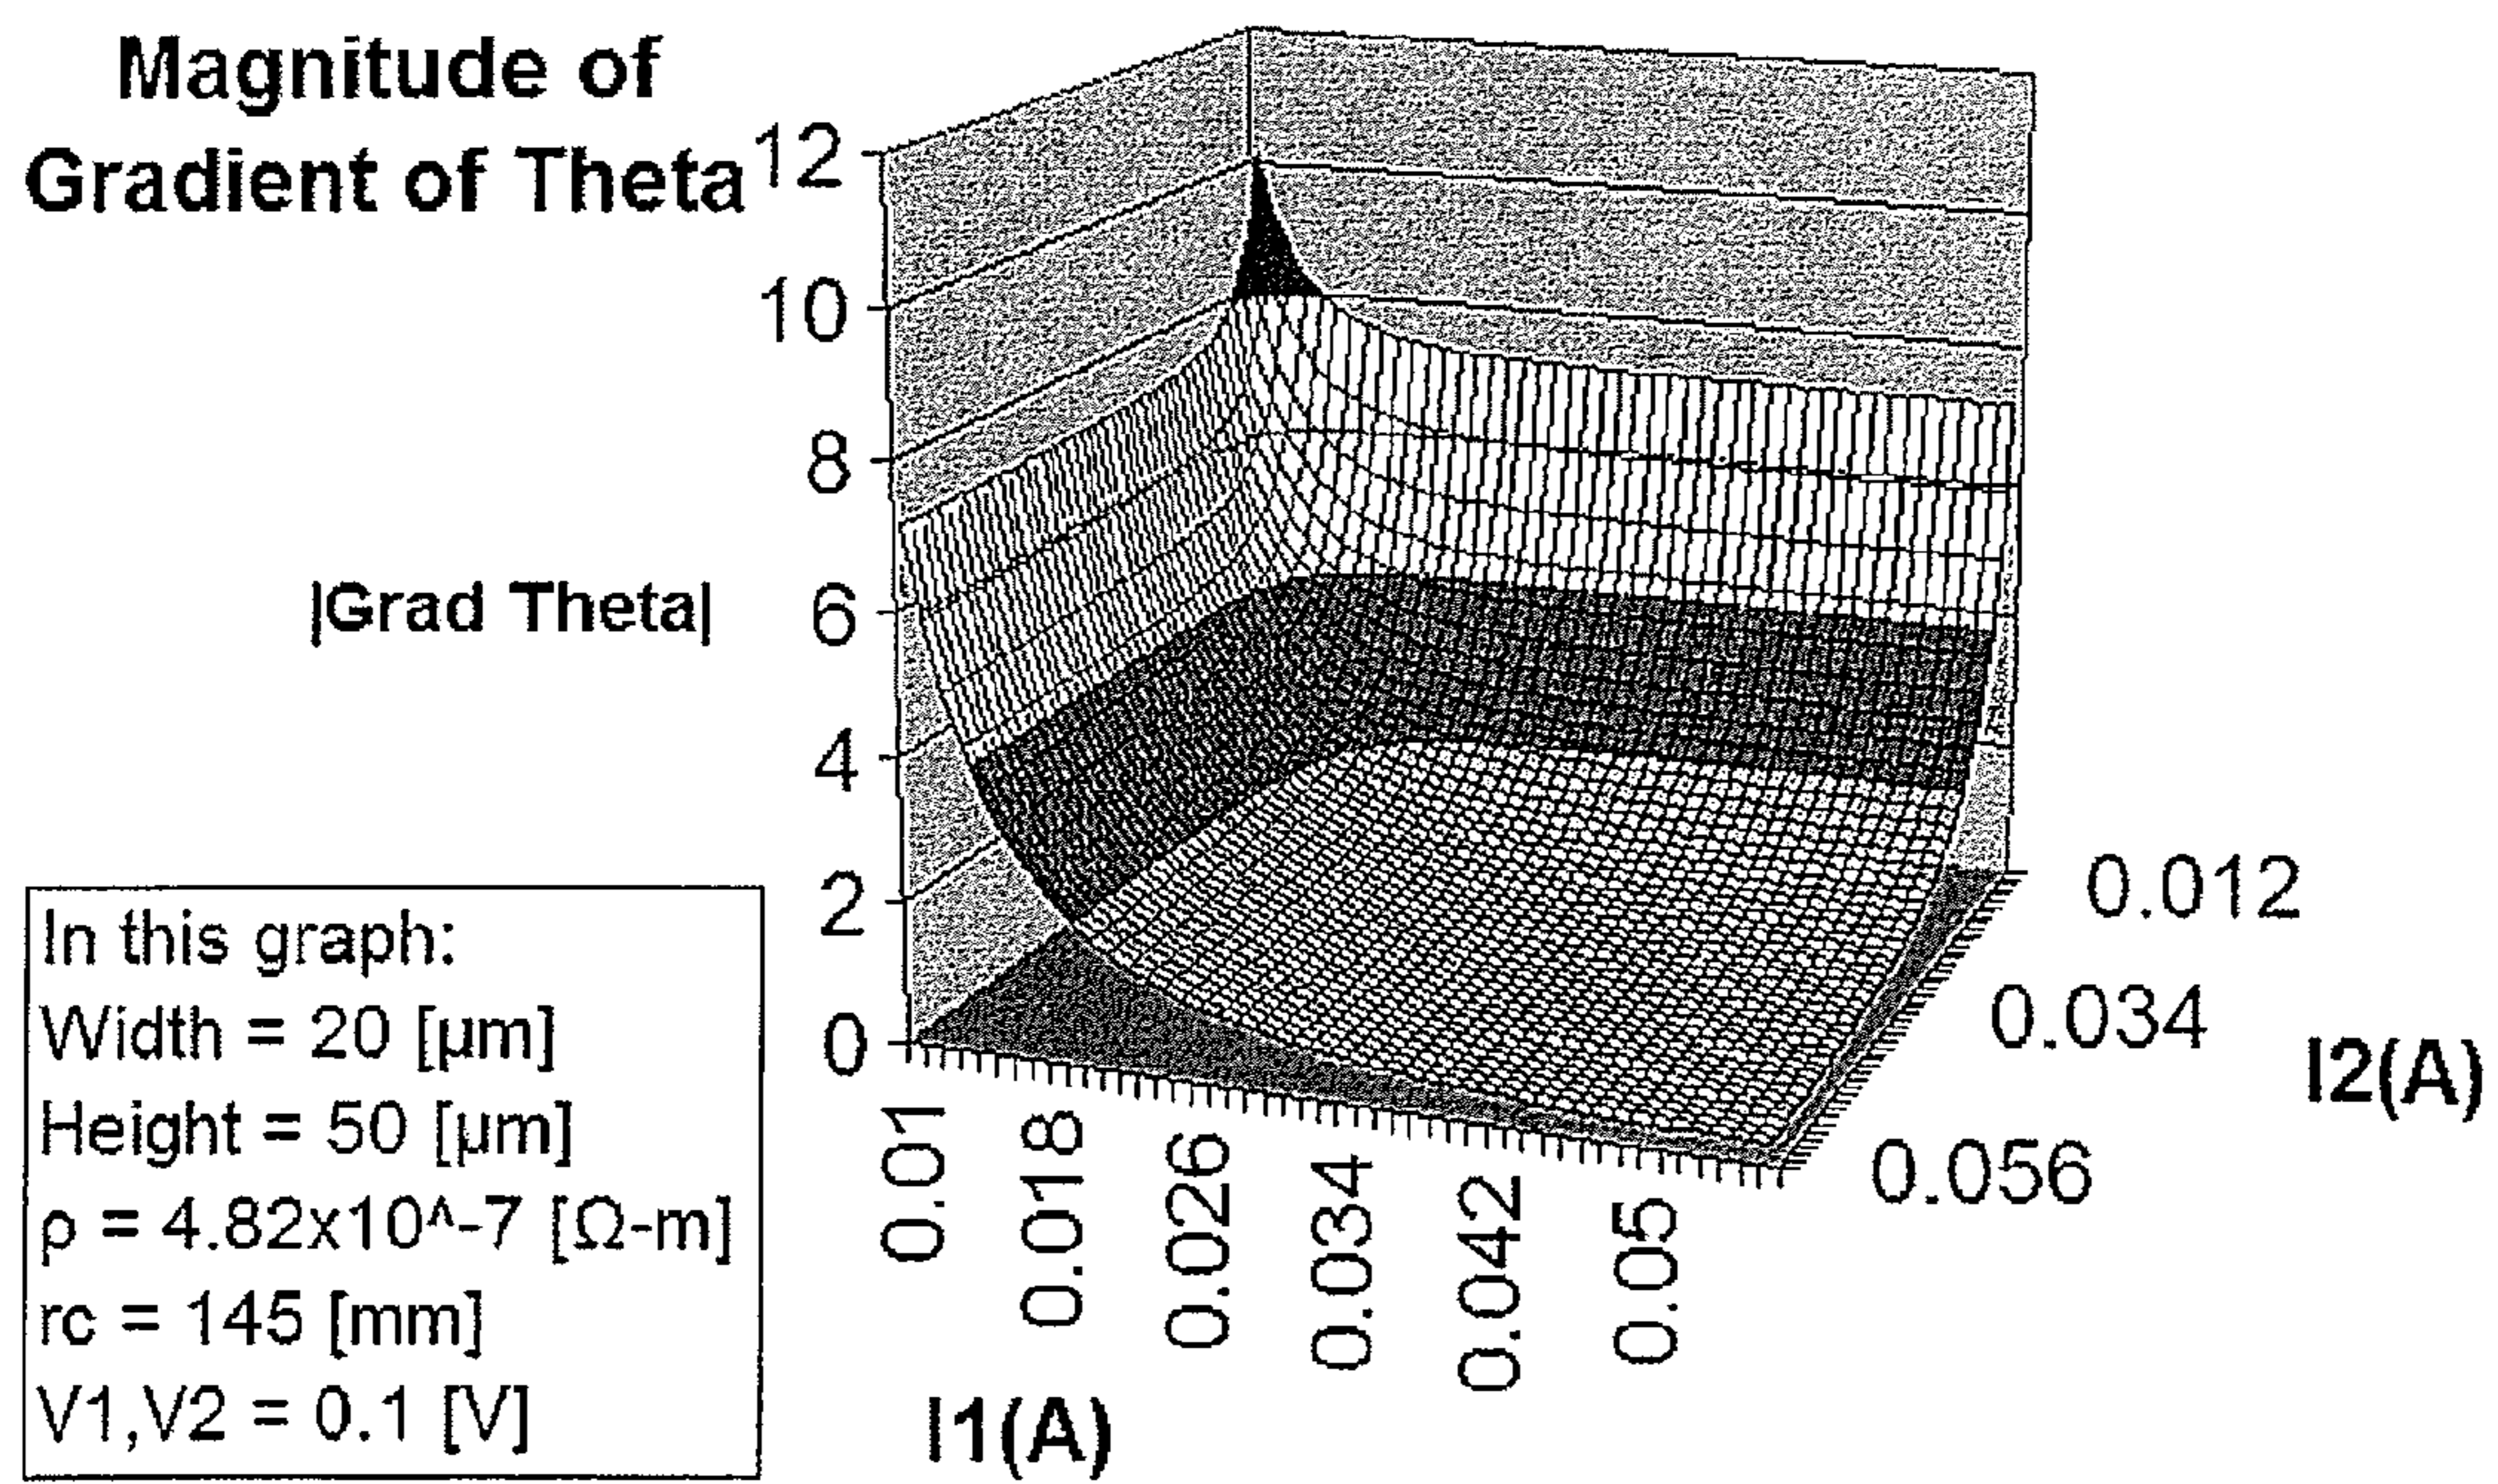 Magnitude of
Gradient of Theta
12
10
8
6
4
2
0
|Grad Theta|
In this graph:
Width = 20 [µm]
Height = 50 [µm]
ρ = 4.82x10^-7 [Ω-m]
rc = 145 [mm]
V1,V2 = 0.1 [V]
0.01
0.018
0.026
0.034
0.042
0.05
I1(A)
0.012
0.034
0.056
I2(A)